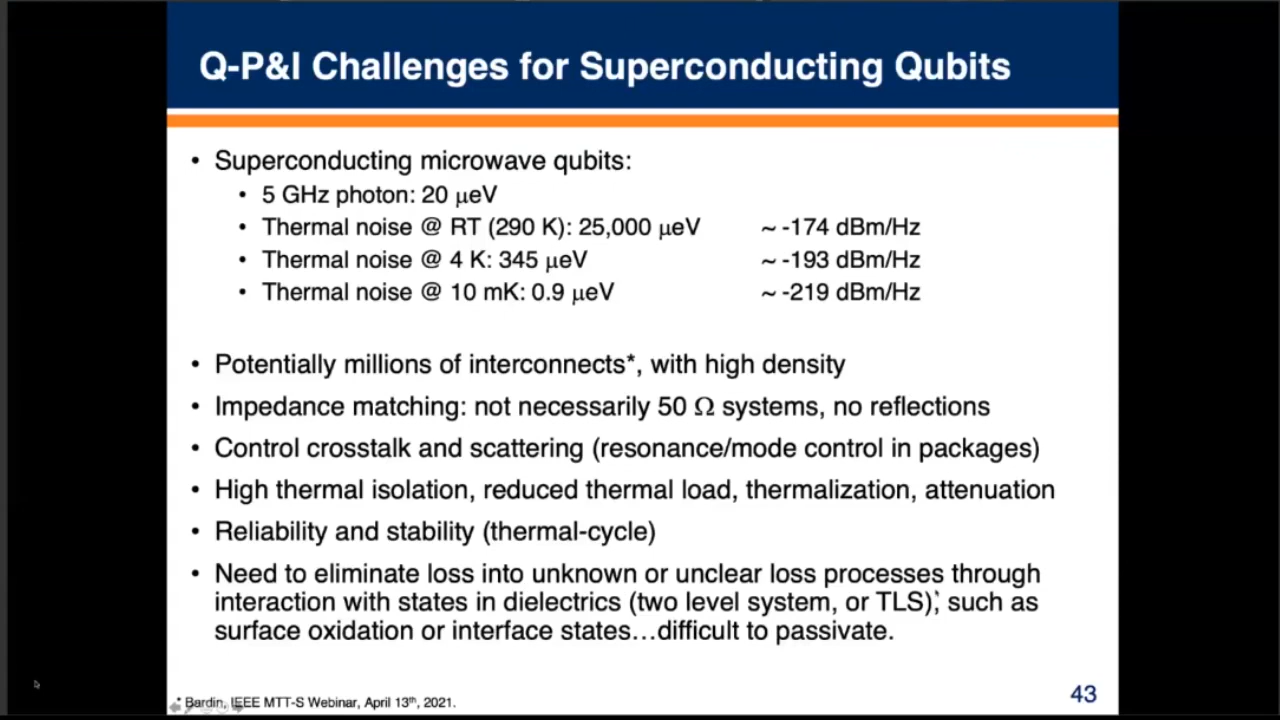 Q-P&I Challenges for Superconducting Qubits
• Superconducting microwave qubits:
• 5 GHz photon: 20 μeV
• Thermal noise @ RT (290 K): 25,000 μeV ~ -174 dBm/Hz
• Thermal noise @ 4 K: 345 μeV ~ -193 dBm/Hz
• Thermal noise @ 10 mK: 0.9 μeV ~ -219 dBm/Hz
• Potentially millions of interconnects*, with high density
• Impedance matching: not necessarily 50 Ω systems, no reflections
• Control crosstalk and scattering (resonance/mode control in packages)
• High thermal isolation, reduced thermal load, thermalization, attenuation
• Reliability and stability (thermal-cycle)
• Need to eliminate loss into unknown or unclear loss processes through
interaction with states in dielectrics (two level system, or TLS), such as
surface oxidation or interface states…difficult to passivate.
* Bardin, IEEE MTT-S Webinar, April 13th, 2021.
43